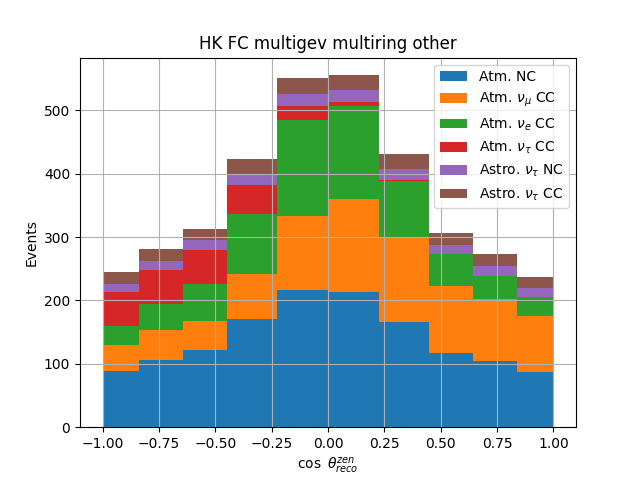 HK FC multigev multiring other
Events
500
400
300
200
100
0
Atm. NC
Atm. ν_μ CC
Atm. ν_e CC
Atm. ν_τ CC
Astro. ν_τ NC
Astro. ν_τ CC
−1.00 −0.75 −0.50 −0.25 0.00 0.25 0.50 0.75 1.00
cos θ^{zen}_{reco}